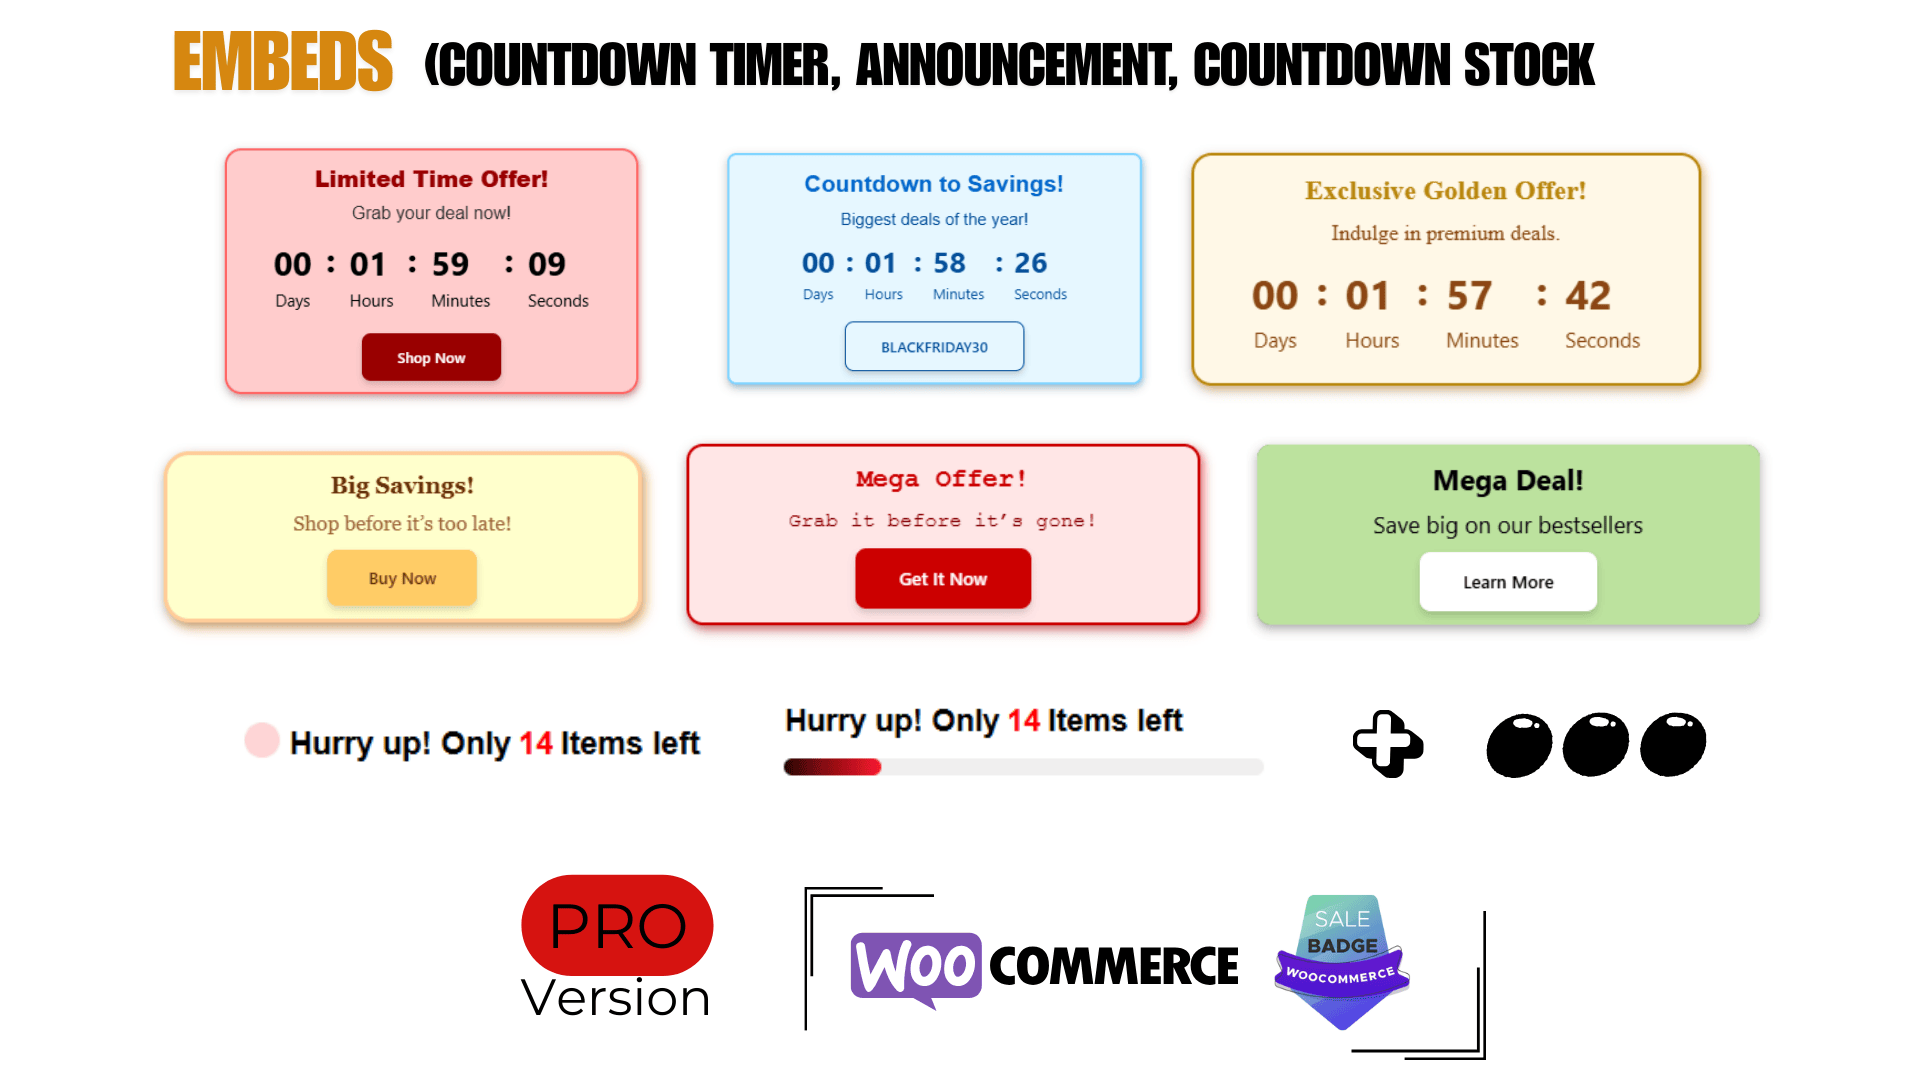 EMBEDS (COUNTDOWN TIMER, ANNOUNCEMENT, COUNTDOWN STOCK
Limited Time Offer!
Grab your deal now!
00 : 01 : 59 : 09
Days Hours Minutes Seconds
Shop Now
Countdown to Savings!
Biggest deals of the year!
00 : 01 : 58 : 26
Days Hours Minutes Seconds
BLACKFRIDAY30
Exclusive Golden Offer!
Indulge in premium deals.
00 : 01 : 57 : 42
Days Hours Minutes Seconds
Big Savings!
Shop before it’s too late!
Buy Now
Mega Offer!
Grab it before it’s gone!
Get It Now
Mega Deal!
Save big on our bestsellers
Learn More
Hurry up! Only 14 Items left
Hurry up! Only 14 Items left
PRO
Version
WOO COMMERCE
SALE
BADGE
WOOCOMMERCE